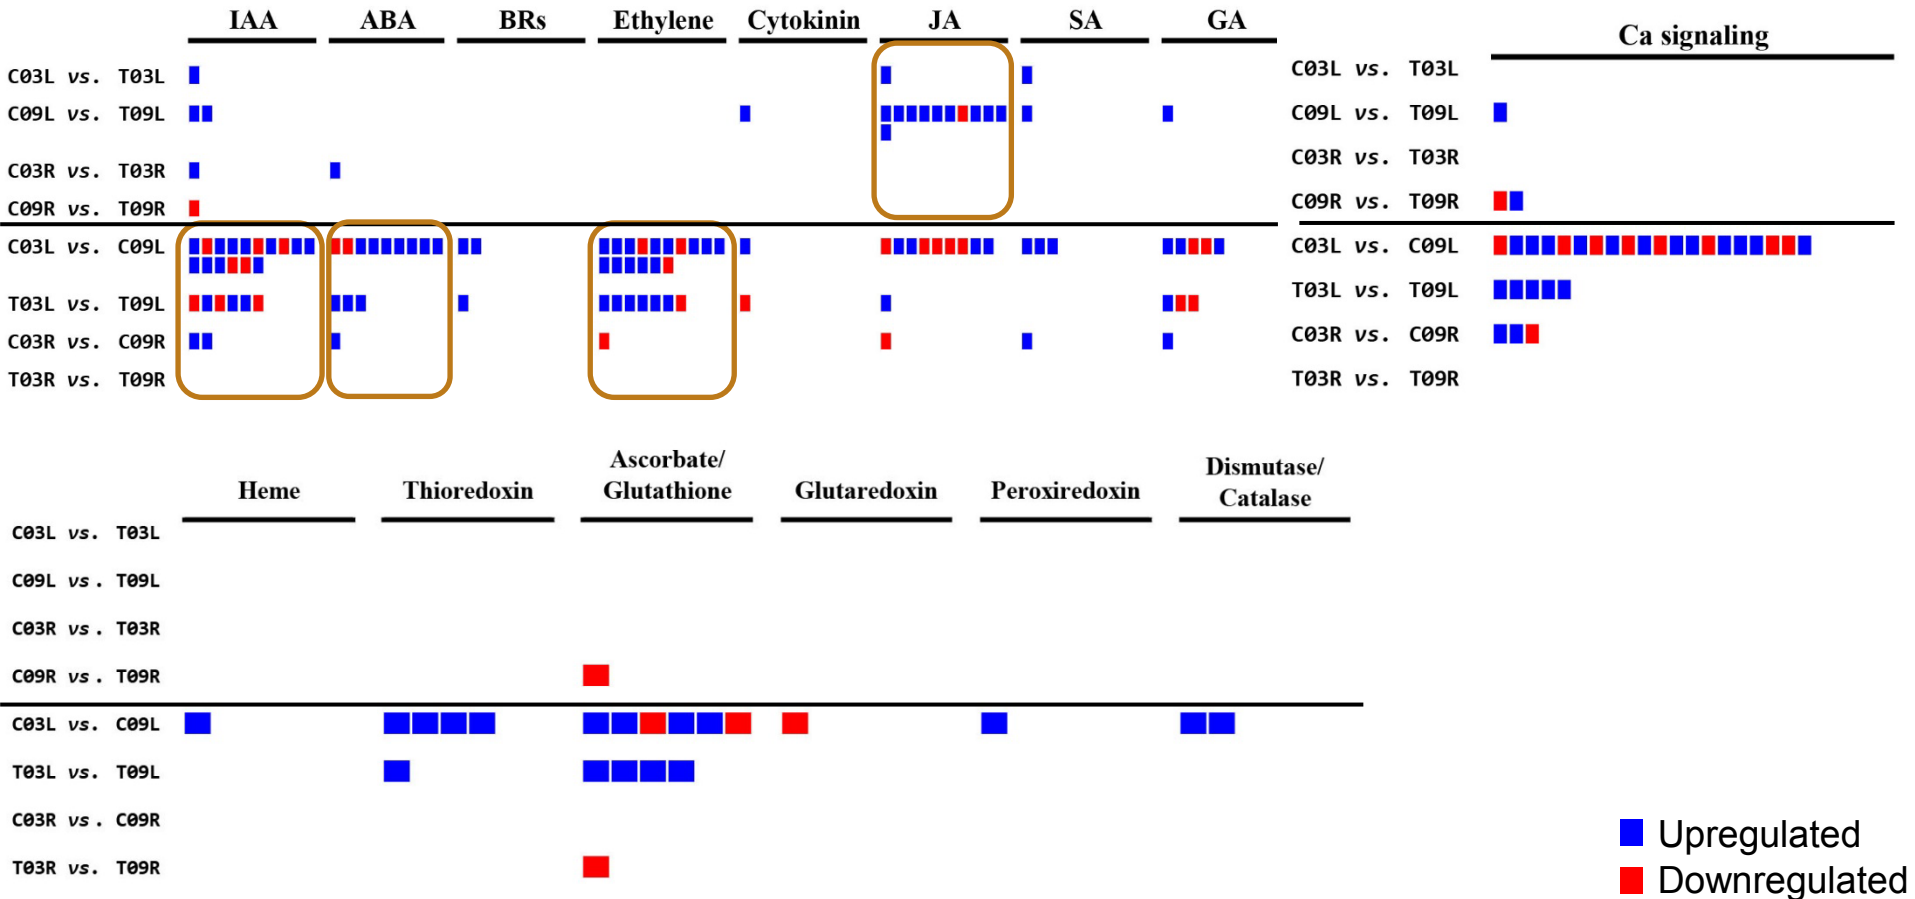 IAA ABA BRs Ethylene Cytokinin JA SA GA
C03L vs. T03L
C09L vs. T09L
C03R vs. T03R
C09R vs. T09R
C03L vs. C09L
T03L vs. T09L
C03R vs. C09R
T03R vs. T09R
Ca signaling
C03L vs. T03L
C09L vs. T09L
C03R vs. T03R
C09R vs. T09R
C03L vs. C09L
T03L vs. T09L
C03R vs. C09R
T03R vs. T09R
Heme
Thioredoxin
Ascorbate/
Glutathione
Glutaredoxin
Peroxiredoxin
Dismutase/
Catalase
C03L vs. T03L
C09L vs. T09L
C03R vs. T03R
C09R vs. T09R
C03L vs. C09L
T03L vs. T09L
C03R vs. C09R
T03R vs. T09R
Upregulated
Downregulated